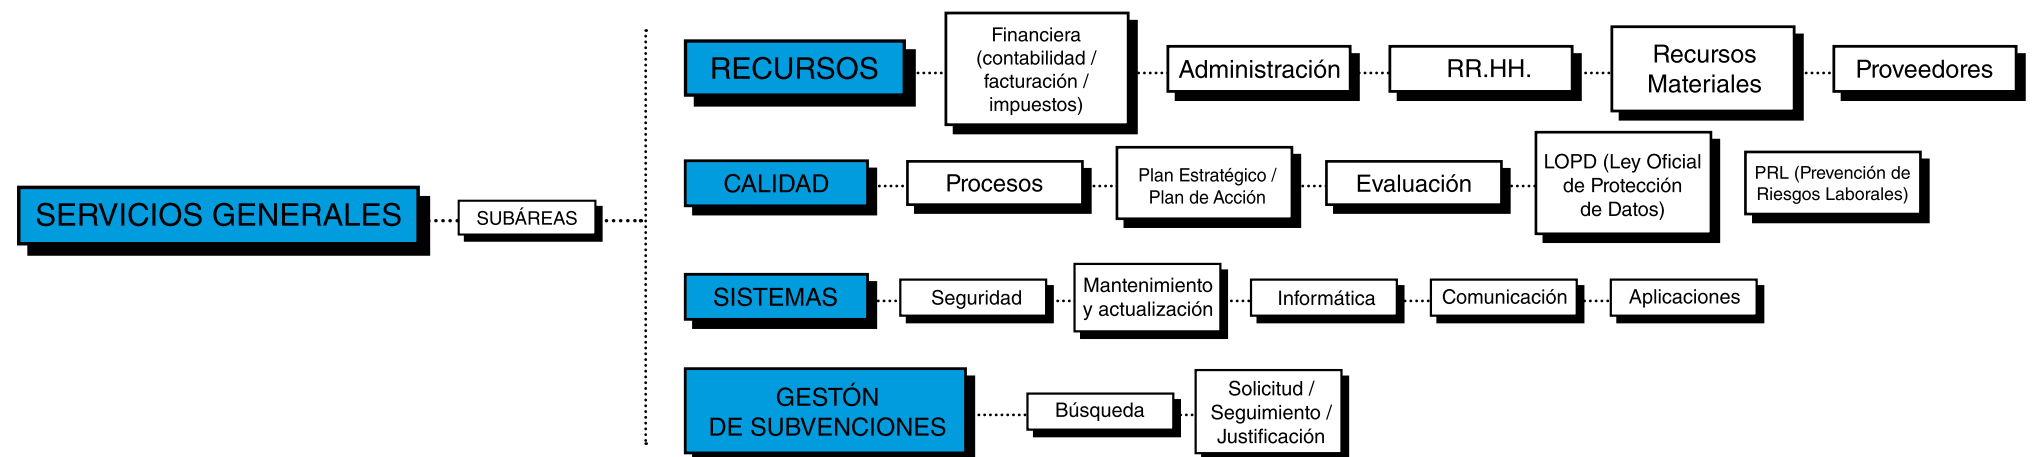 SERVICIOS GENERALES
SUBÁREAS
RECURSOS
Financiera
(contabilidad /
facturación /
impuestos)
Administración
RR.HH.
Recursos
Materiales
Proveedores
CALIDAD
Procesos
Plan Estratégico /
Plan de Acción
Evaluación
LOPD (Ley Oficial
de Protección
de Datos)
PRL (Prevención de
Riesgos Laborales)
SISTEMAS
Seguridad
Mantenimiento
y actualización
Informática
Comunicación
Aplicaciones
GESTÓN
DE SUBVENCIONES
Búsqueda
Solicitud /
Seguimiento /
Justificación